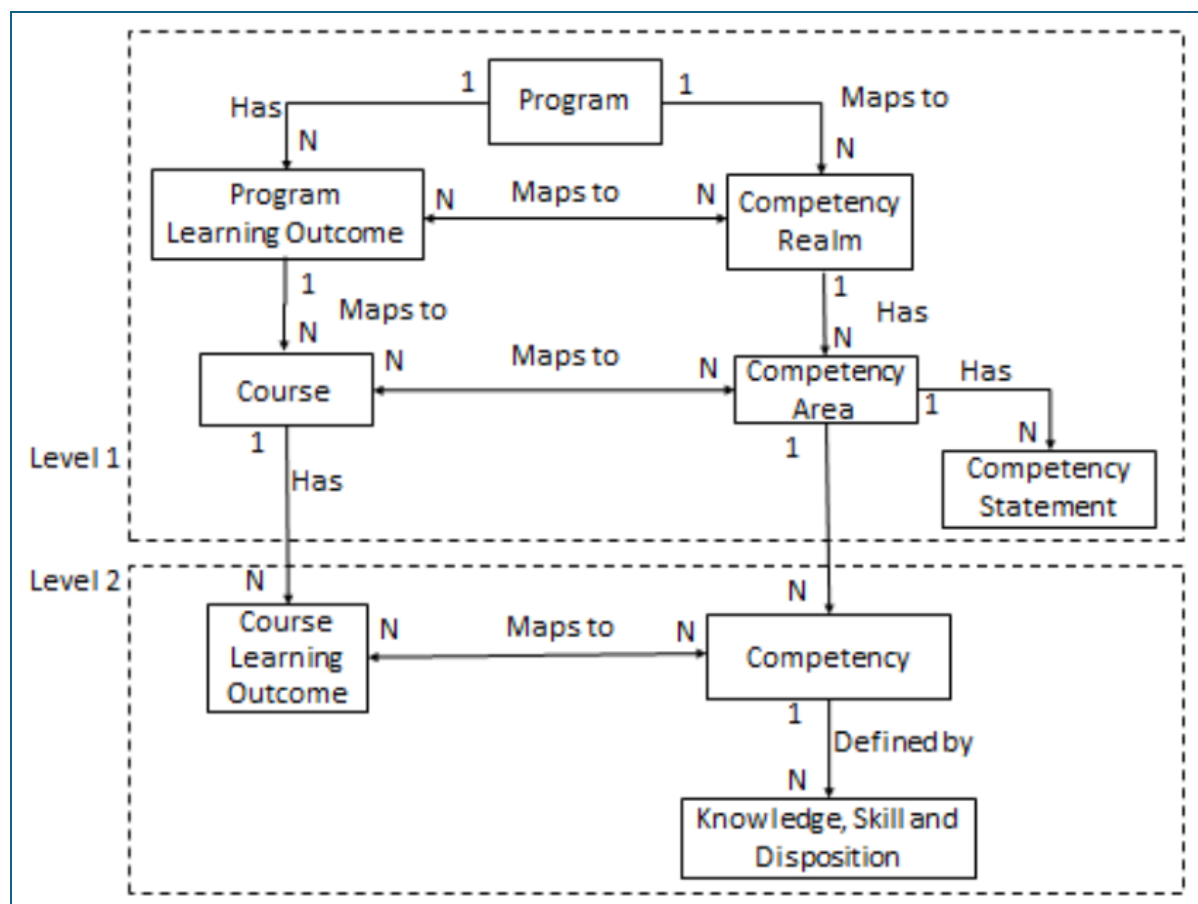 1
Program
1
Has
Maps to
N
N
Program
Learning Outcome
N
Maps to
N
Competency
Realm
1
Maps to
N
1
Has
N
Course
N
Maps to
N
Competency
Area
Has
1
N
1
1
Level 1
Has
Competency
Statement
Level 2
N
N
Course
Learning
Outcome
N
Maps to
N
Competency
1
Defined by
N
Knowledge, Skill and
Disposition